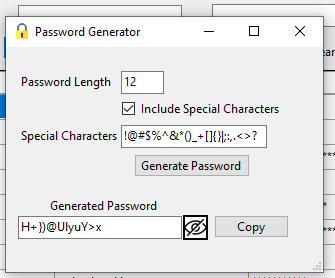 Password Generator
Password Length 12
Include Special Characters
Special Characters !@#$%^&*()_+[]{}|;:,.<>?
Generate Password
Generated Password
H+})@UlyuY>x Copy